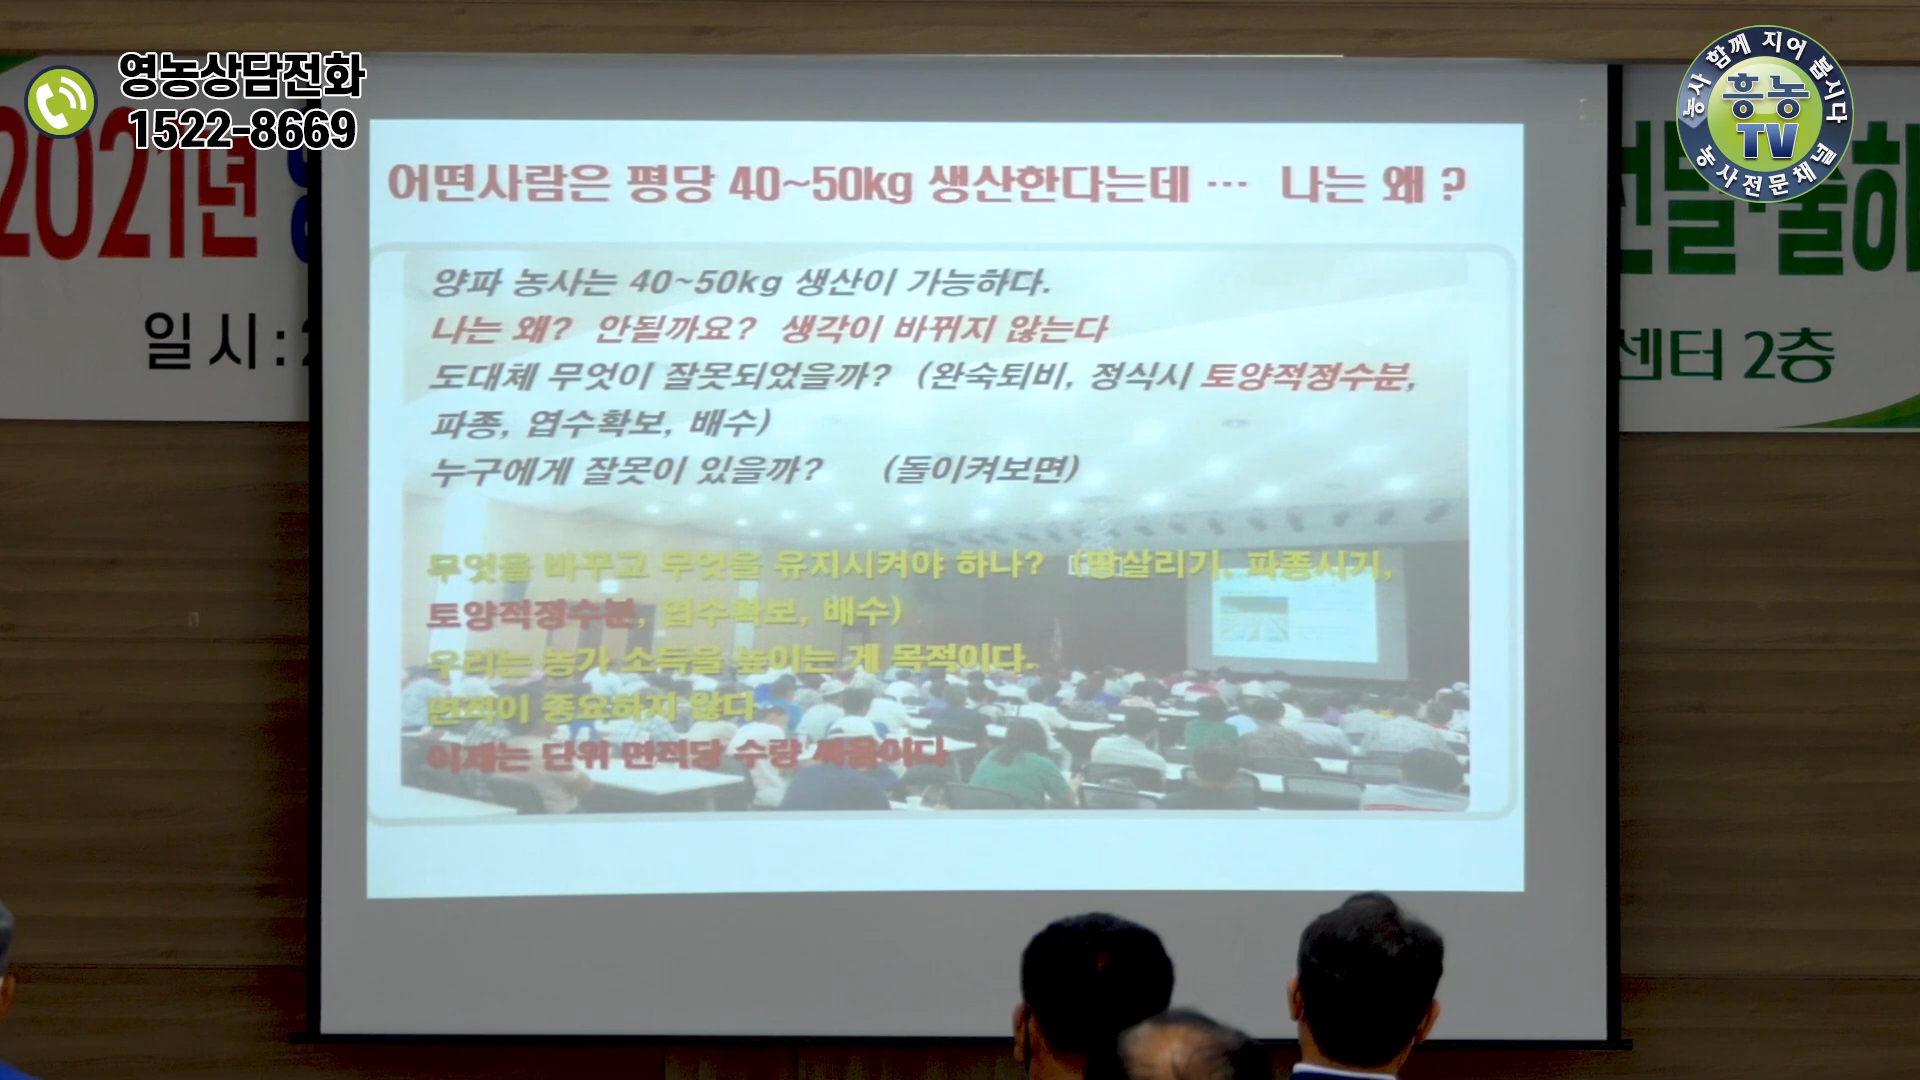 영농상담전화
1522-8669
농사 함께 지어 봅시다
흥농
TV
농사전문채널
2021년
일시:
센터 2층
어떤사람은 평당 40~50kg 생산한다는데 … 나는 왜 ?
양파 농사는 40~50kg 생산이 가능하다.
나는 왜? 안될까요? 생각이 바뀌지 않는다
도대체 무엇이 잘못되었을까? (완숙퇴비, 정식시 토양적정수분,
파종, 엽수확보, 배수)
누구에게 잘못이 있을까? (돌이켜보면)
무엇을 바꾸고 무엇을 유지시켜야 하나? (땅살리기, 파종시기,
토양적정수분, 엽수확보, 배수)
우리는 농가 소득을 높이는 게 목적이다.
면적이 중요하지 않다
이제는 단위 면적당 수량 싸움이다